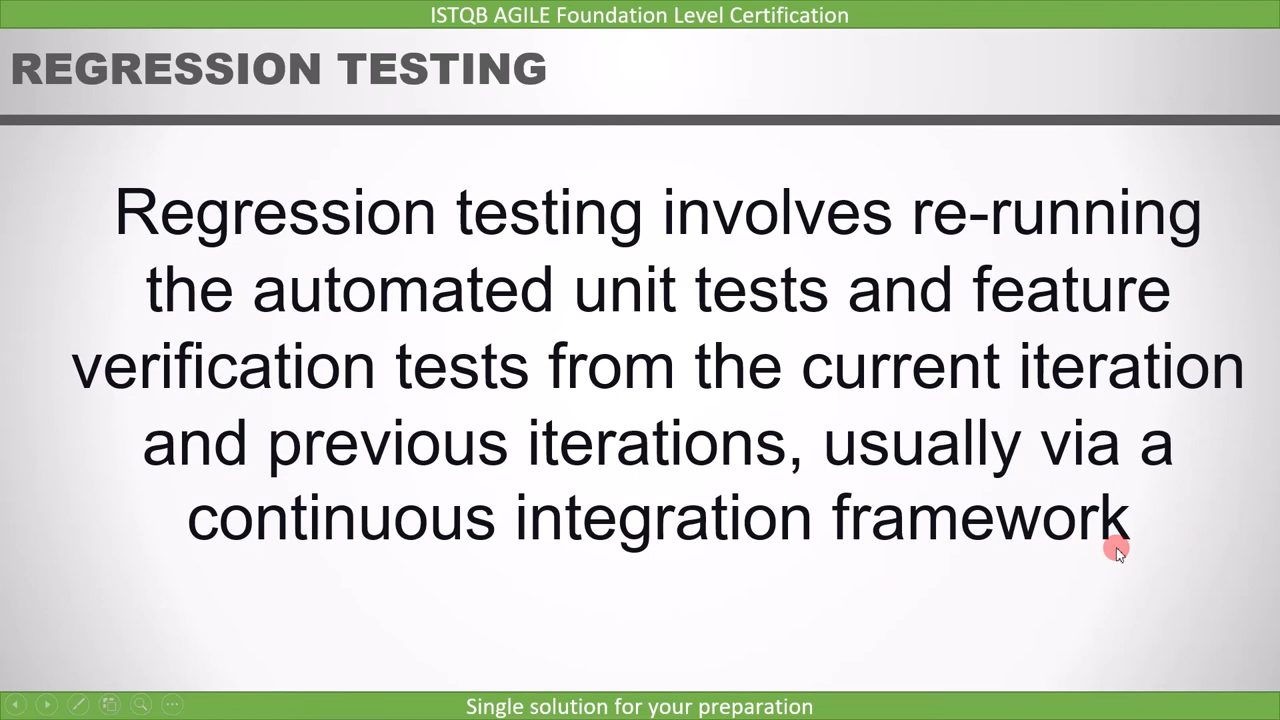 ISTQB AGILE Foundation Level Certification
REGRESSION TESTING
Regression testing involves re-running
the automated unit tests and feature
verification tests from the current iteration
and previous iterations, usually via a
continuous integration framework
Single solution for your preparation